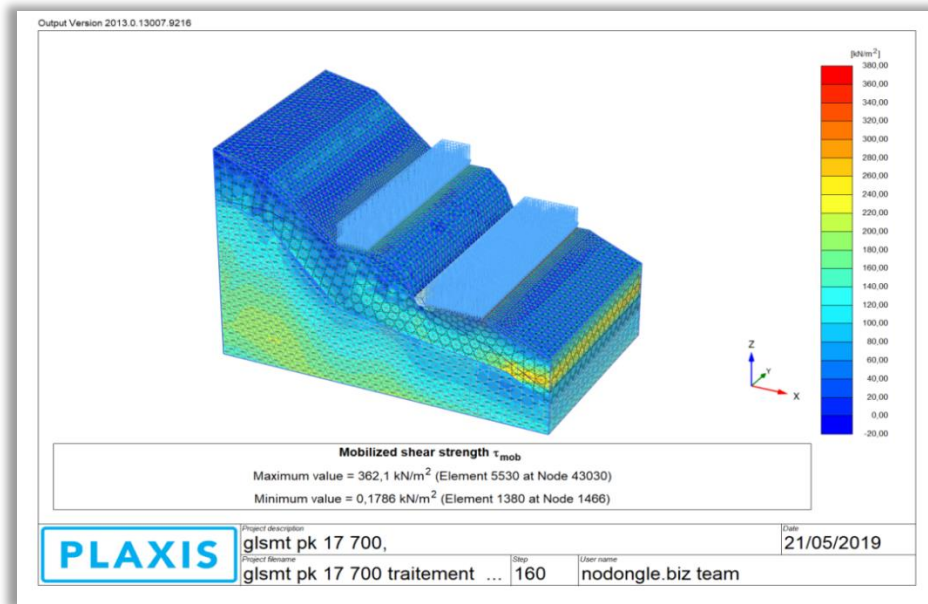 Output Version 2013.0.13007.9216
[kN/m²]
380,00
360,00
340,00
320,00
300,00
280,00
260,00
240,00
220,00
200,00
180,00
160,00
140,00
120,00
100,00
80,00
60,00
40,00
20,00
0,00
-20,00
Z
Y
X
Mobilized shear strength τmob
Maximum value = 362,1 kN/m² (Element 5530 at Node 43030)
Minimum value = 0,1786 kN/m² (Element 1380 at Node 1466)
PLAXIS
Project description
glsmt pk 17 700,
Date
21/05/2019
Project filename
glsmt pk 17 700 traitement ...
Step
160
User name
nodongle.biz team